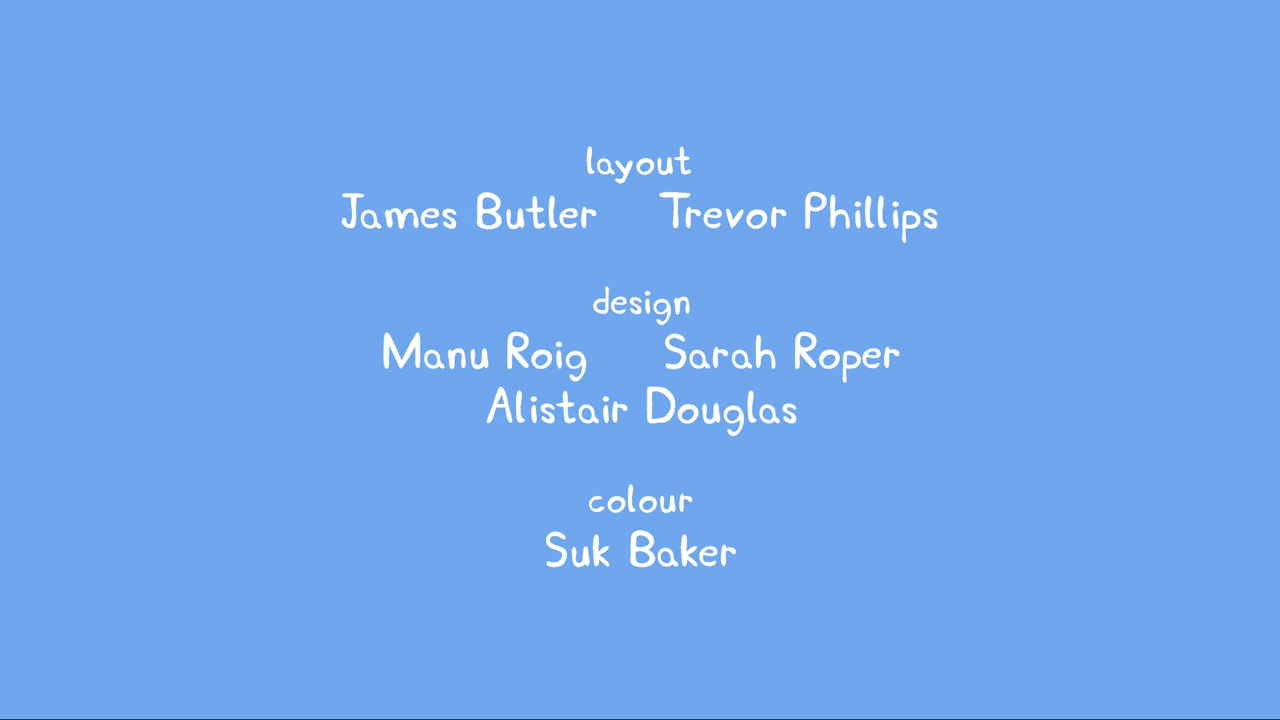 layout
James Butler Trevor Phillips
design
Manu Roig Sarah Roper
Alistair Douglas
colour
Suk Baker